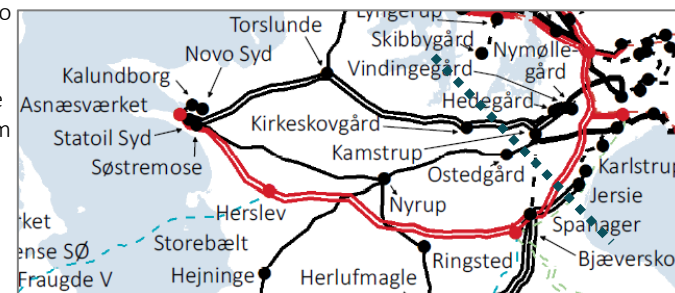 Lyngerup
Torslunde
Skibbygård
Novo Syd
Nymølle-
gård
Kalundborg
Vindingegård
Asnæsværket
Hedegård
Kirkeskovgård
Statoil Syd
Kamstrup
Søstremose
Ostedgård
Karlstrup
Jersie
Nyrup
Herslev
Spanager
Storebælt
Bjæversko
Ringsted
rket
ense SØ
Fraugde V
Hejninge
Herlufmagle
o
e
m